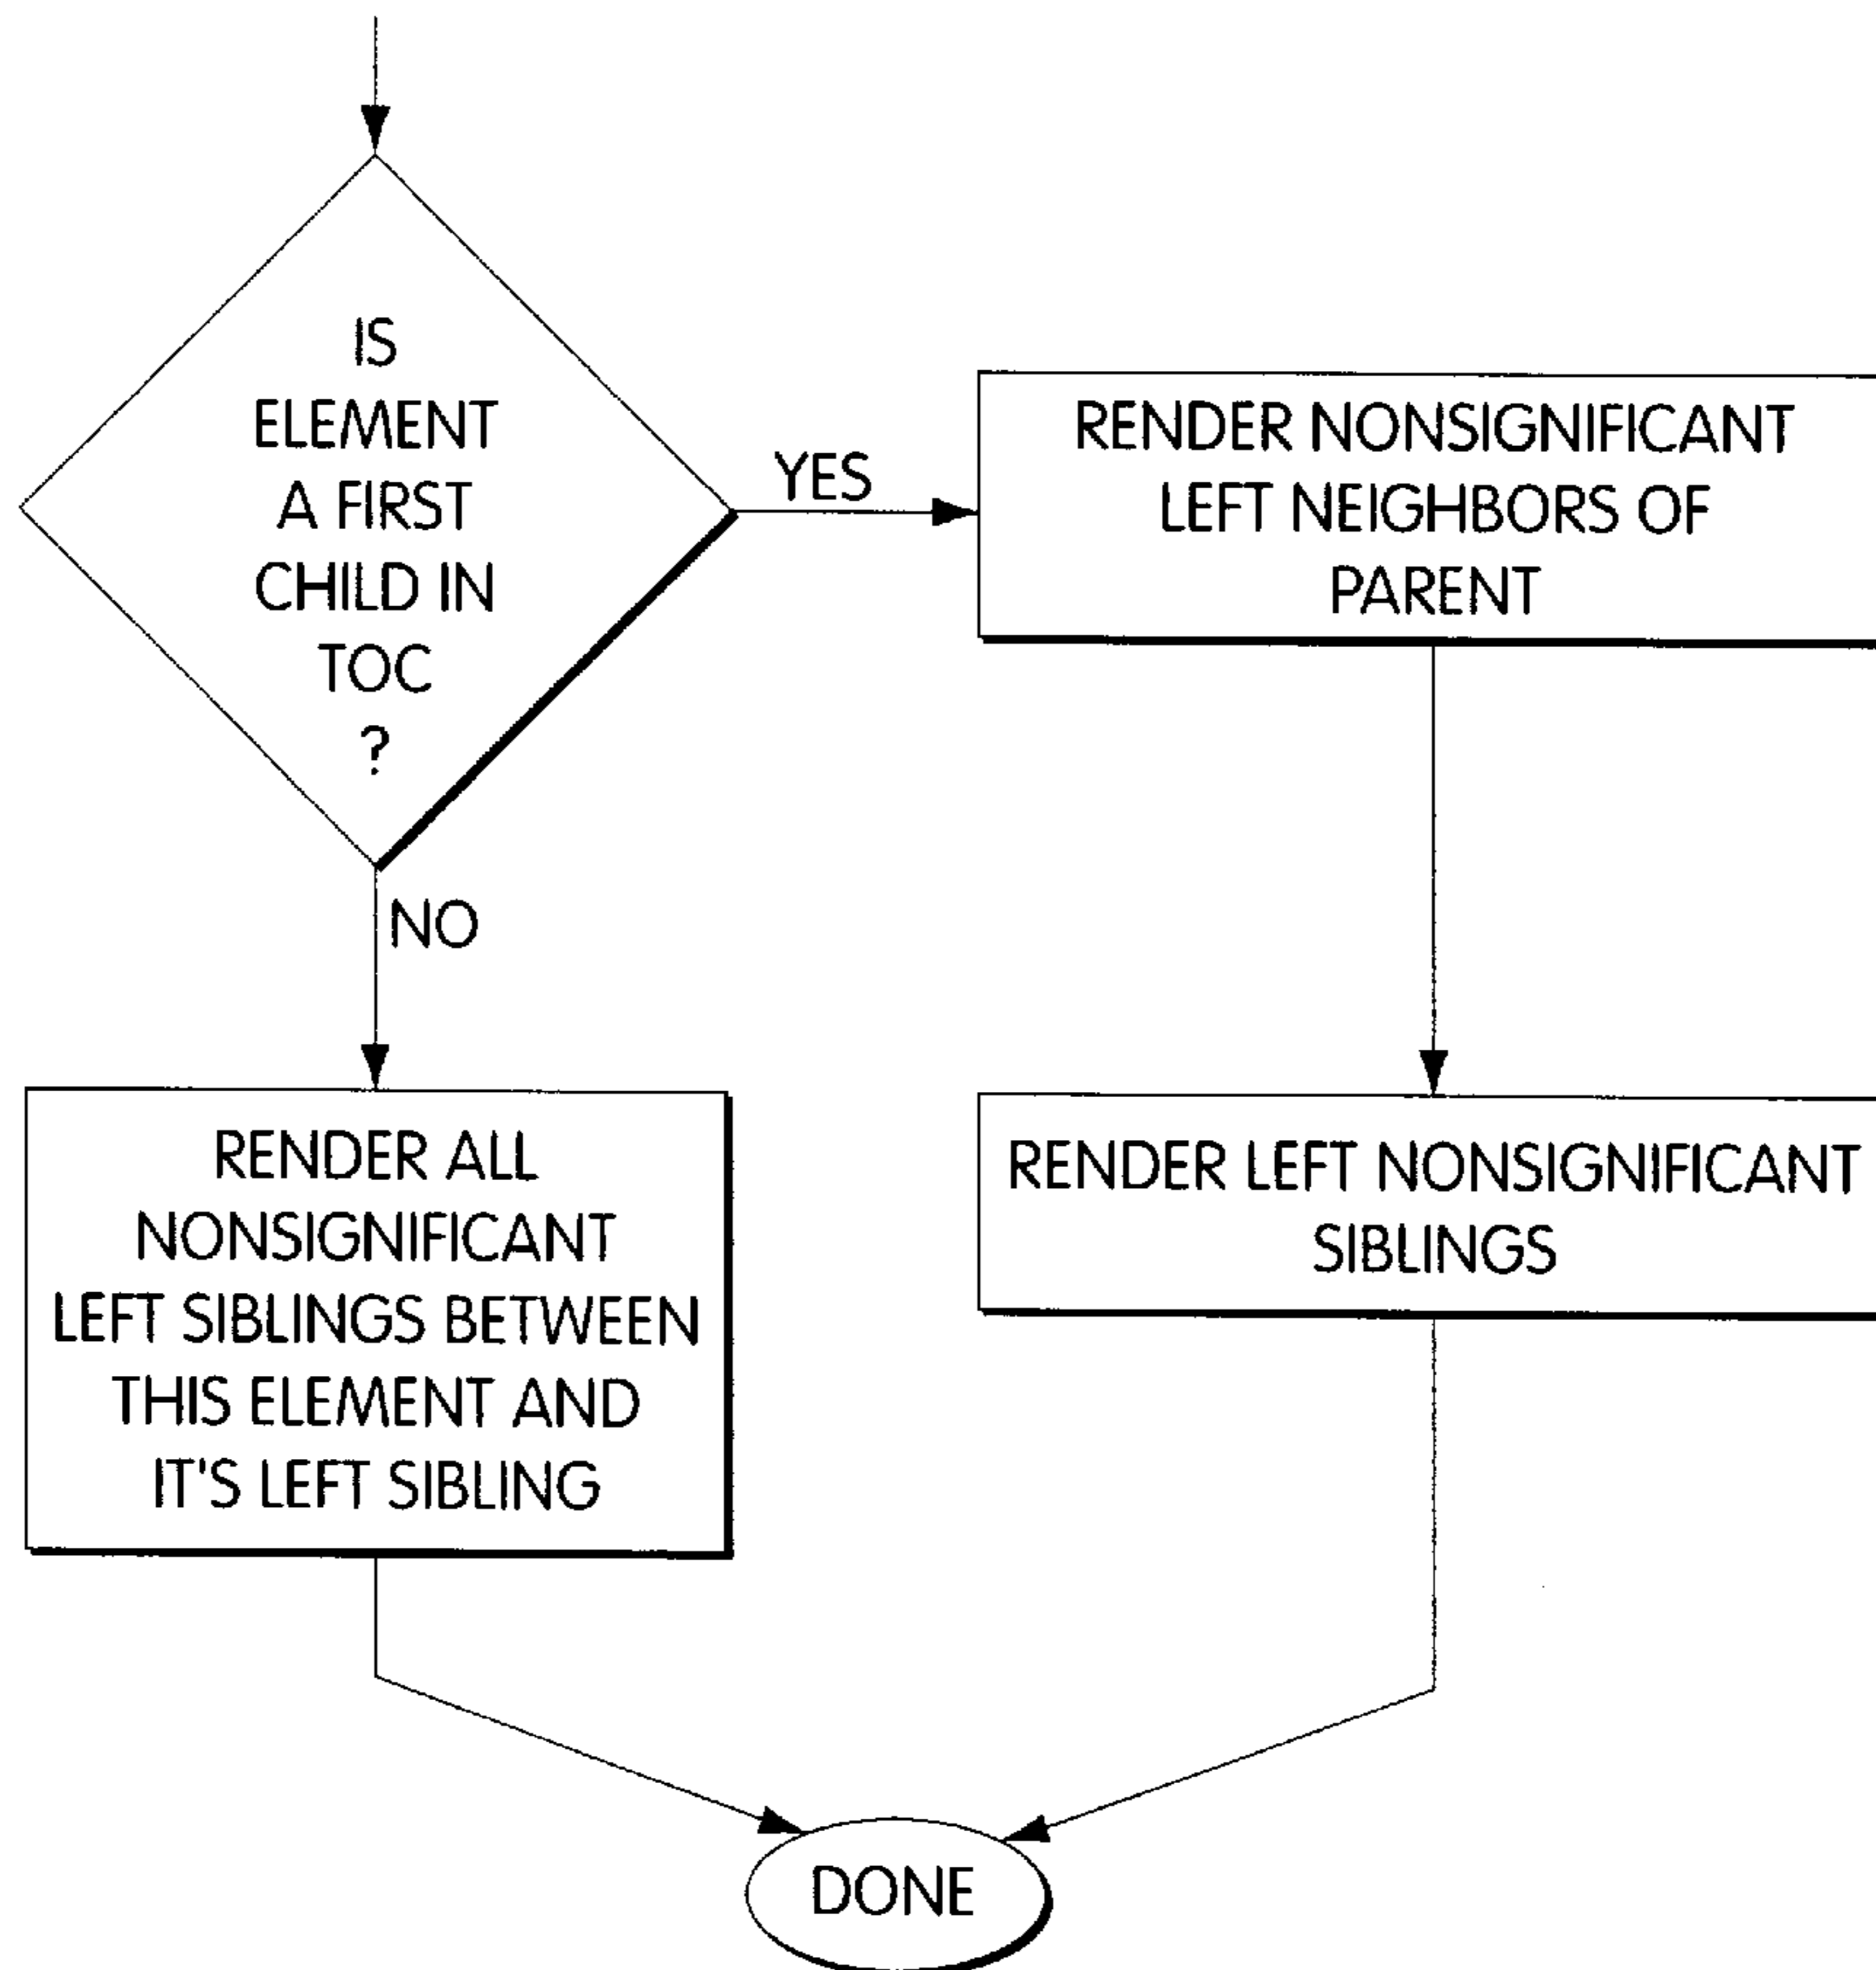 IS
ELEMENT
A FIRST
CHILD IN
TOC
?
YES
RENDER NONSIGNIFICANT
LEFT NEIGHBORS OF
PARENT
NO
RENDER ALL
NONSIGNIFICANT
LEFT SIBLINGS BETWEEN
THIS ELEMENT AND
IT'S LEFT SIBLING
RENDER LEFT NONSIGNIFICANT
SIBLINGS
DONE